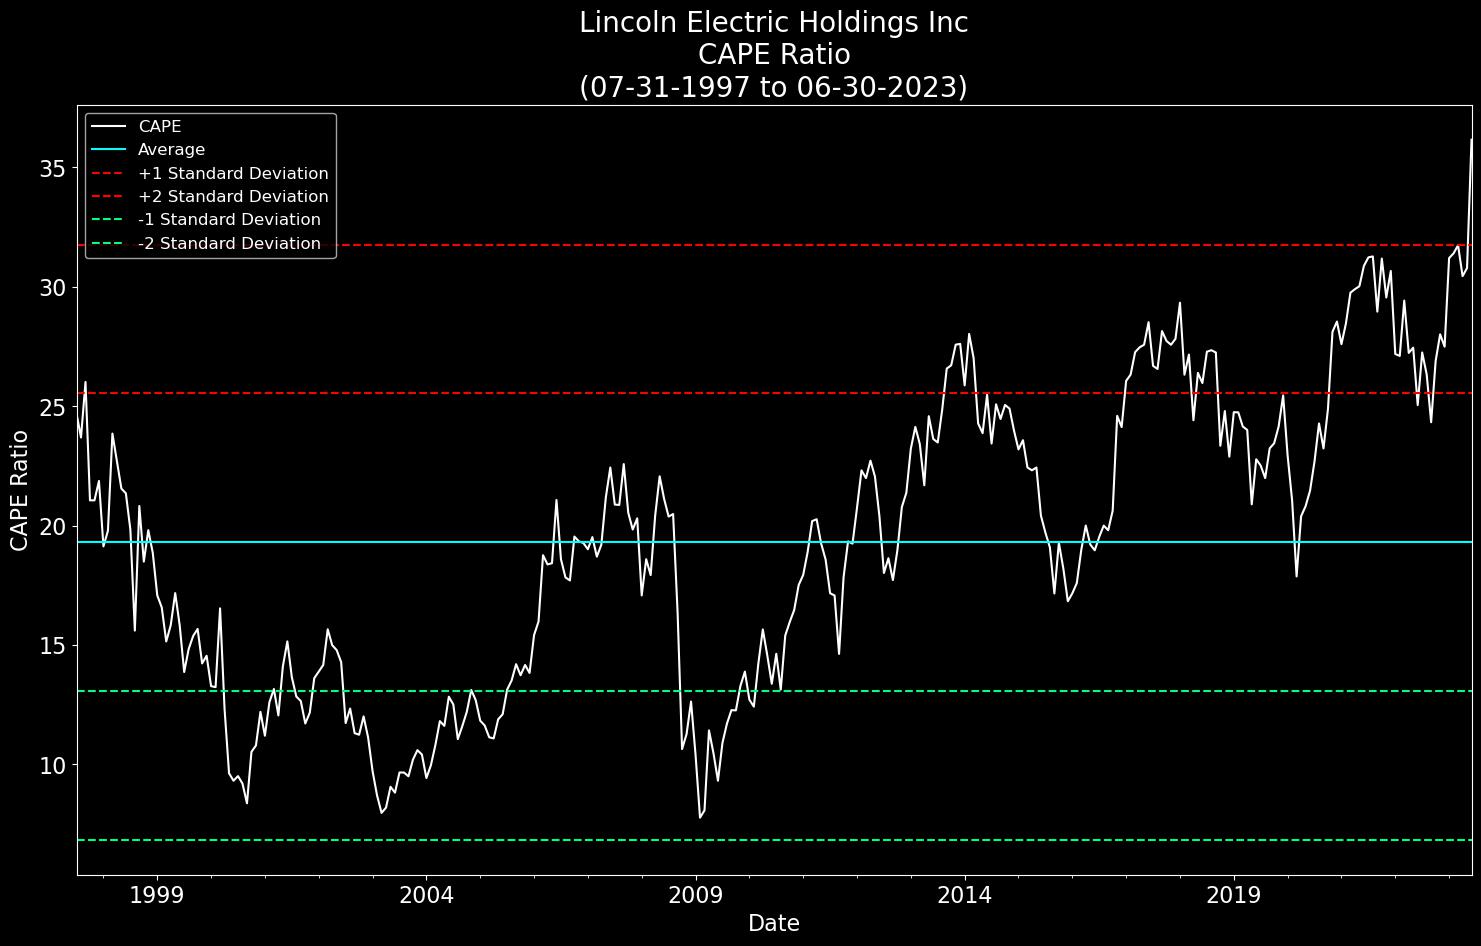 Lincoln Electric Holdings Inc
CAPE Ratio
(07-31-1997 to 06-30-2023)
CAPE
Average
+1 Standard Deviation
+2 Standard Deviation
-1 Standard Deviation
-2 Standard Deviation
35
30
25
20
15
10
CAPE Ratio
1999
2004
2009
2014
2019
Date